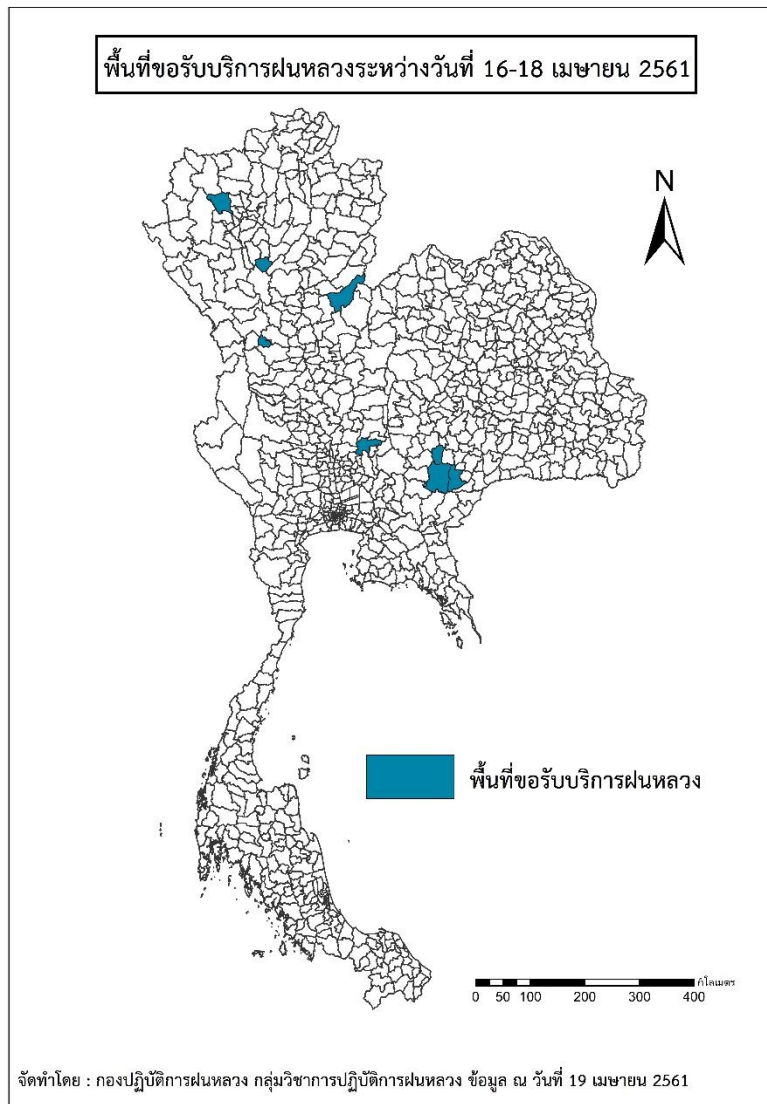 พื้นที่ขอรับบริการฝนหลวงระหว่างวันที่ 16-18 เมษายน 2561
N
พื้นที่ขอรับบริการฝนหลวง
กิโลเมตร
0 50 100 200 300 400
จัดทำโดย : กองปฏิบัติการฝนหลวง กลุ่มวิชาการปฏิบัติการฝนหลวง ข้อมูล ณ วันที่ 19 เมษายน 2561